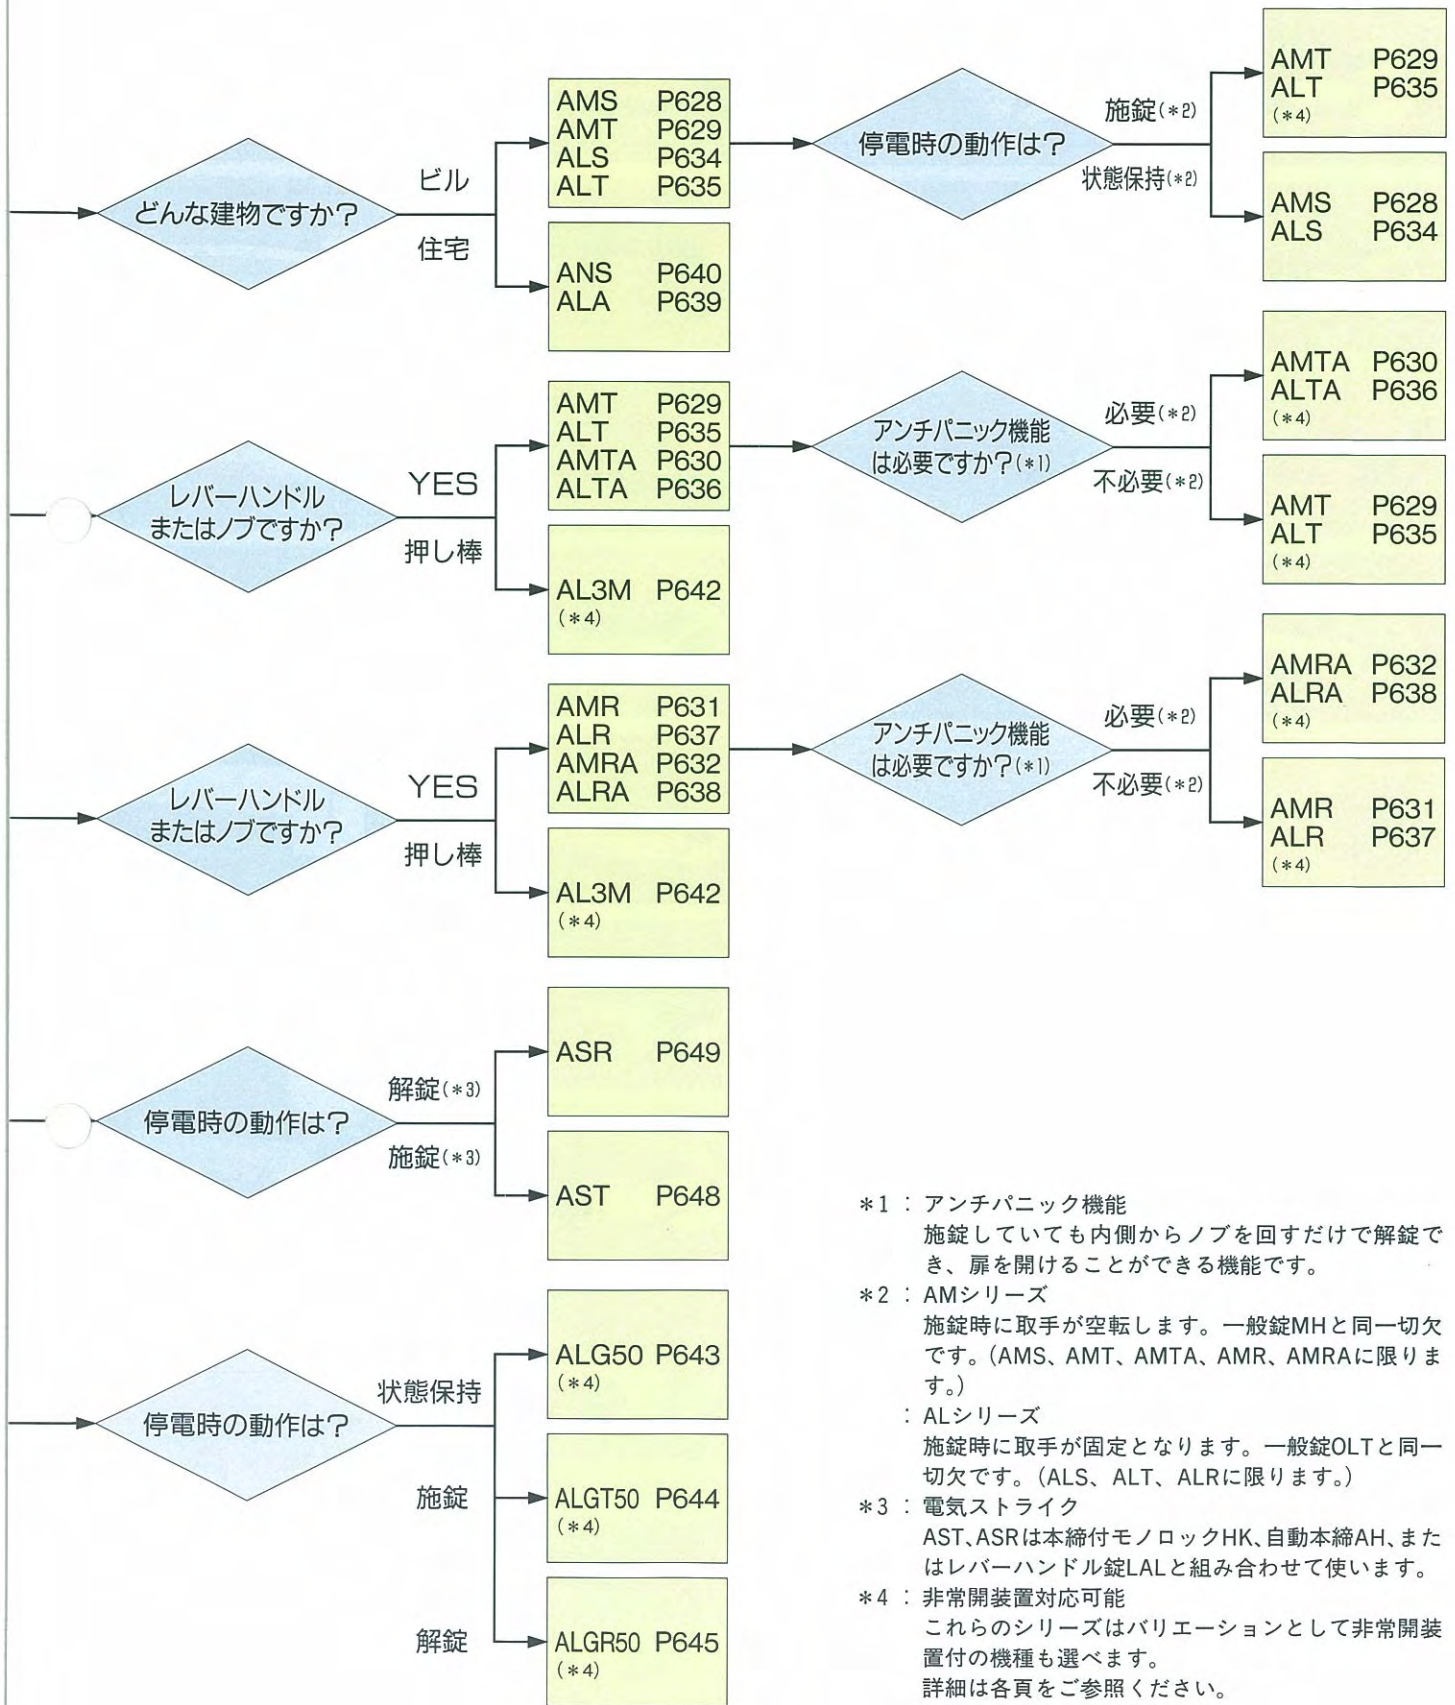 どんな建物ですか？
ビル
住宅
AMS P628
AMT P629
ALS P634
ALT P635
ANS P640
ALA P639
停電時の動作は？
施錠(*2)
状態保持(*2)
AMT P629
ALT P635
(*4)
AMS P628
ALS P634
レバーハンドル
またはノブですか？
YES
押し棒
AMT P629
ALT P635
AMTA P630
ALTA P636
AL3M P642
(*4)
アンチパニック機能
は必要ですか？(*1)
必要(*2)
不必要(*2)
AMTA P630
ALTA P636
(*4)
AMT P629
ALT P635
(*4)
レバーハンドル
またはノブですか？
YES
押し棒
AMR P631
ALR P637
AMRA P632
ALRA P638
AL3M P642
(*4)
アンチパニック機能
は必要ですか？(*1)
必要(*2)
不必要(*2)
AMRA P632
ALRA P638
(*4)
AMR P631
ALR P637
(*4)
停電時の動作は？
解錠(*3)
施錠(*3)
ASR P649
AST P648
停電時の動作は？
状態保持
施錠
解錠
ALG50 P643
(*4)
ALGT50 P644
(*4)
ALGR50 P645
(*4)
*1：アンチパニック機能
施錠していても内側からノブを回すだけで解錠で
き、扉を開けることができる機能です。
*2：AMシリーズ
施錠時に取手が空転します。一般錠MHと同一切欠
です。(AMS、AMT、AMTA、AMR、AMRAに限りま
す。)
：ALシリーズ
施錠時に取手が固定となります。一般錠OLTと同一
切欠です。(ALS、ALT、ALRに限ります。)
*3：電気ストライク
AST、ASRは本締付モノロックHK、自動本締AH、また
はレバーハンドル錠LALと組み合わせて使います。
*4：非常開装置対応可能
これらのシリーズはバリエーションとして非常開装
置付の機種も選べます。
詳細は各頁をご参照ください。